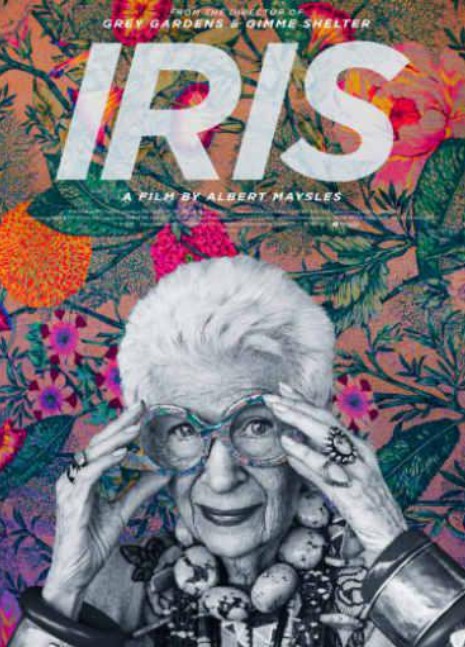 FROM THE DIRECTOR OF
GREY GARDENS & GIMME SHELTER
IRIS
A FILM BY ALBERT MAYSLES